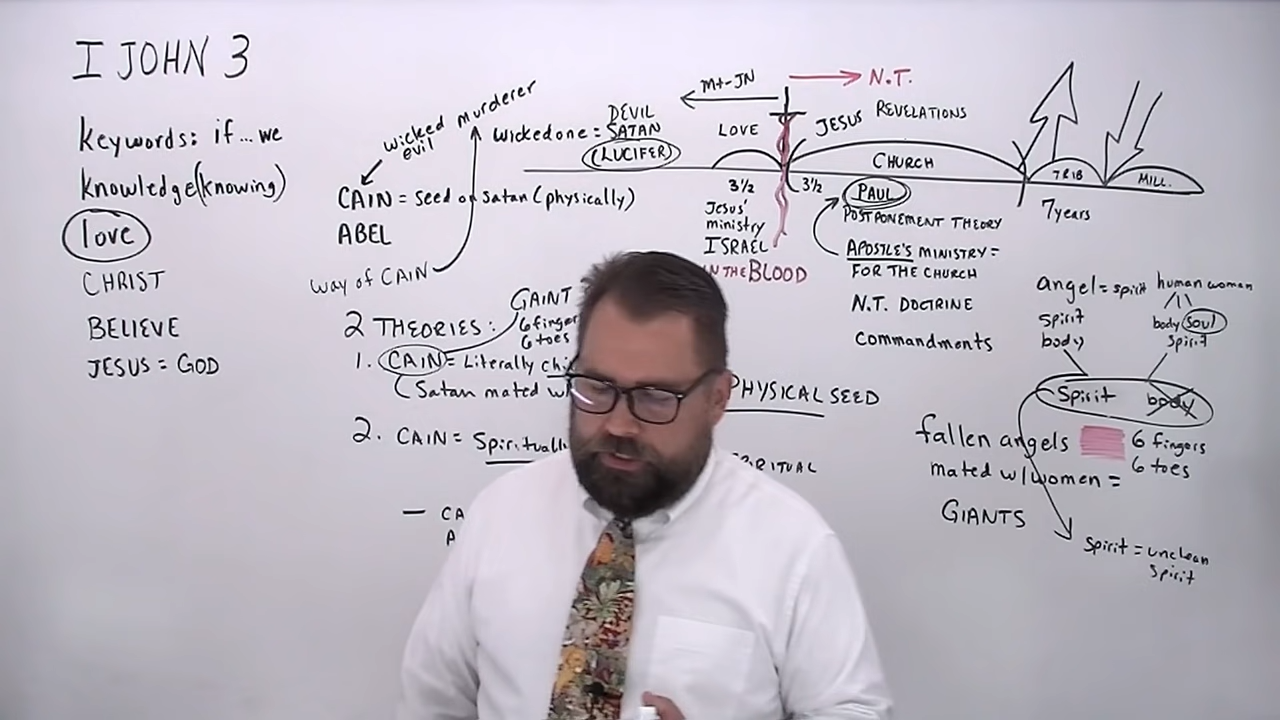 I JOHN 3
Keywords: if...we
Knowledge(knowing)
love
CHRIST
BELIEVE
JESUS = GOD
wicked murderer
evil
CAIN = seed of satan (physically)
ABEL
way of CAIN
wicked one = DEVIL
SATAN
(LUCIFER)
2 THEORIES:
GAINT
6 finger
6 toes
1. CAIN = Literally
(Satan mated
PHYSICAL SEED
2. CAIN = Spiritually
— CA
A
Mt-JN
N.T.
LOVE
JESUS REVELATIONS
CHURCH
TRIB
MILL.
3½
3½
7 years
Jesus'
ministry
ISRAEL
IN THE BLOOD
PAUL
POSTPONEMENT THEORY
APOSTLE'S MINISTRY =
FOR THE CHURCH
N.T. DOCTRINE
Commandments
angel = spirit
spirit
body
human woman
body soul
spirit
Spirit body
fallen angels
mated w/women =
GIANTS
6 fingers
6 toes
Spirit = unclean
spirit